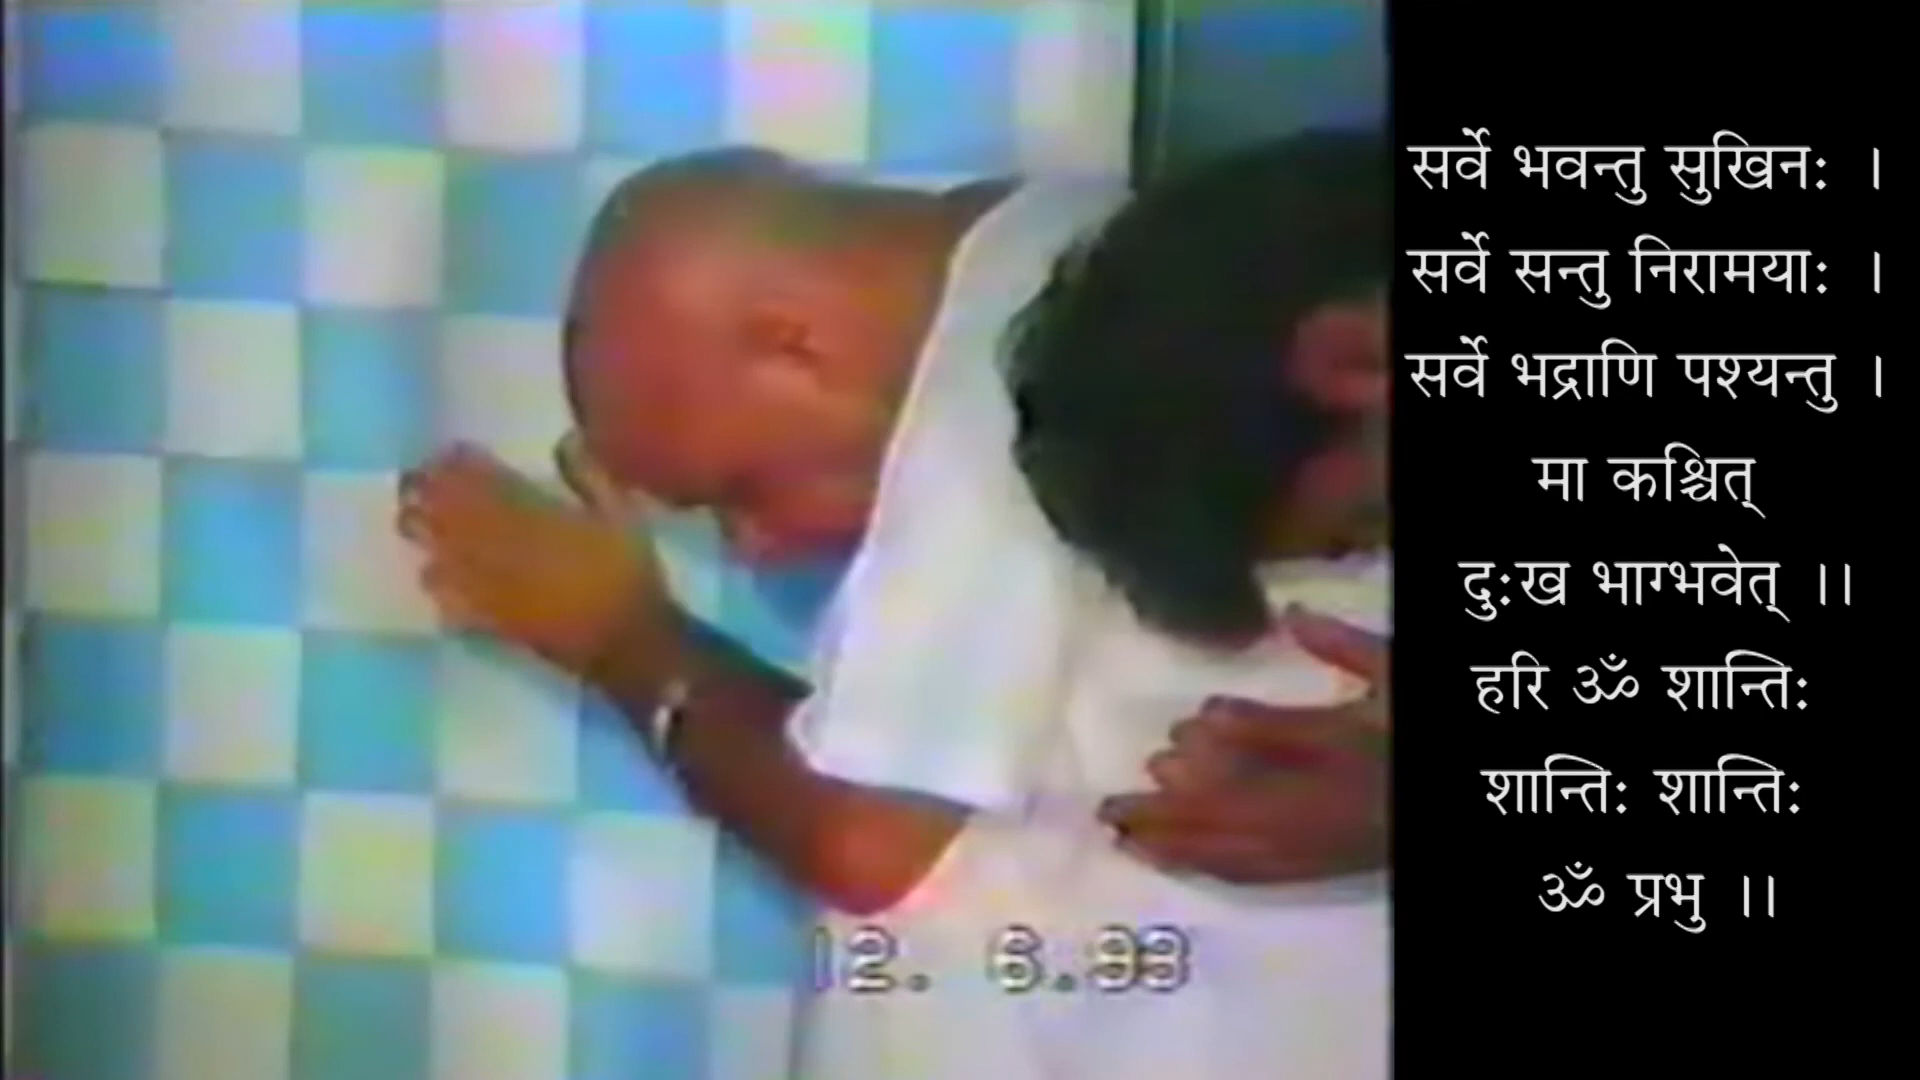 सर्वे भवन्तु सुखिनः ।
सर्वे सन्तु निरामयाः ।
सर्वे भद्राणि पश्यन्तु ।
मा कश्चित्
दुःख भाग्भवेत् ।।
हरि ॐ शान्तिः
शान्तिः शान्तिः
ॐ प्रभु ।।
12. 6.93